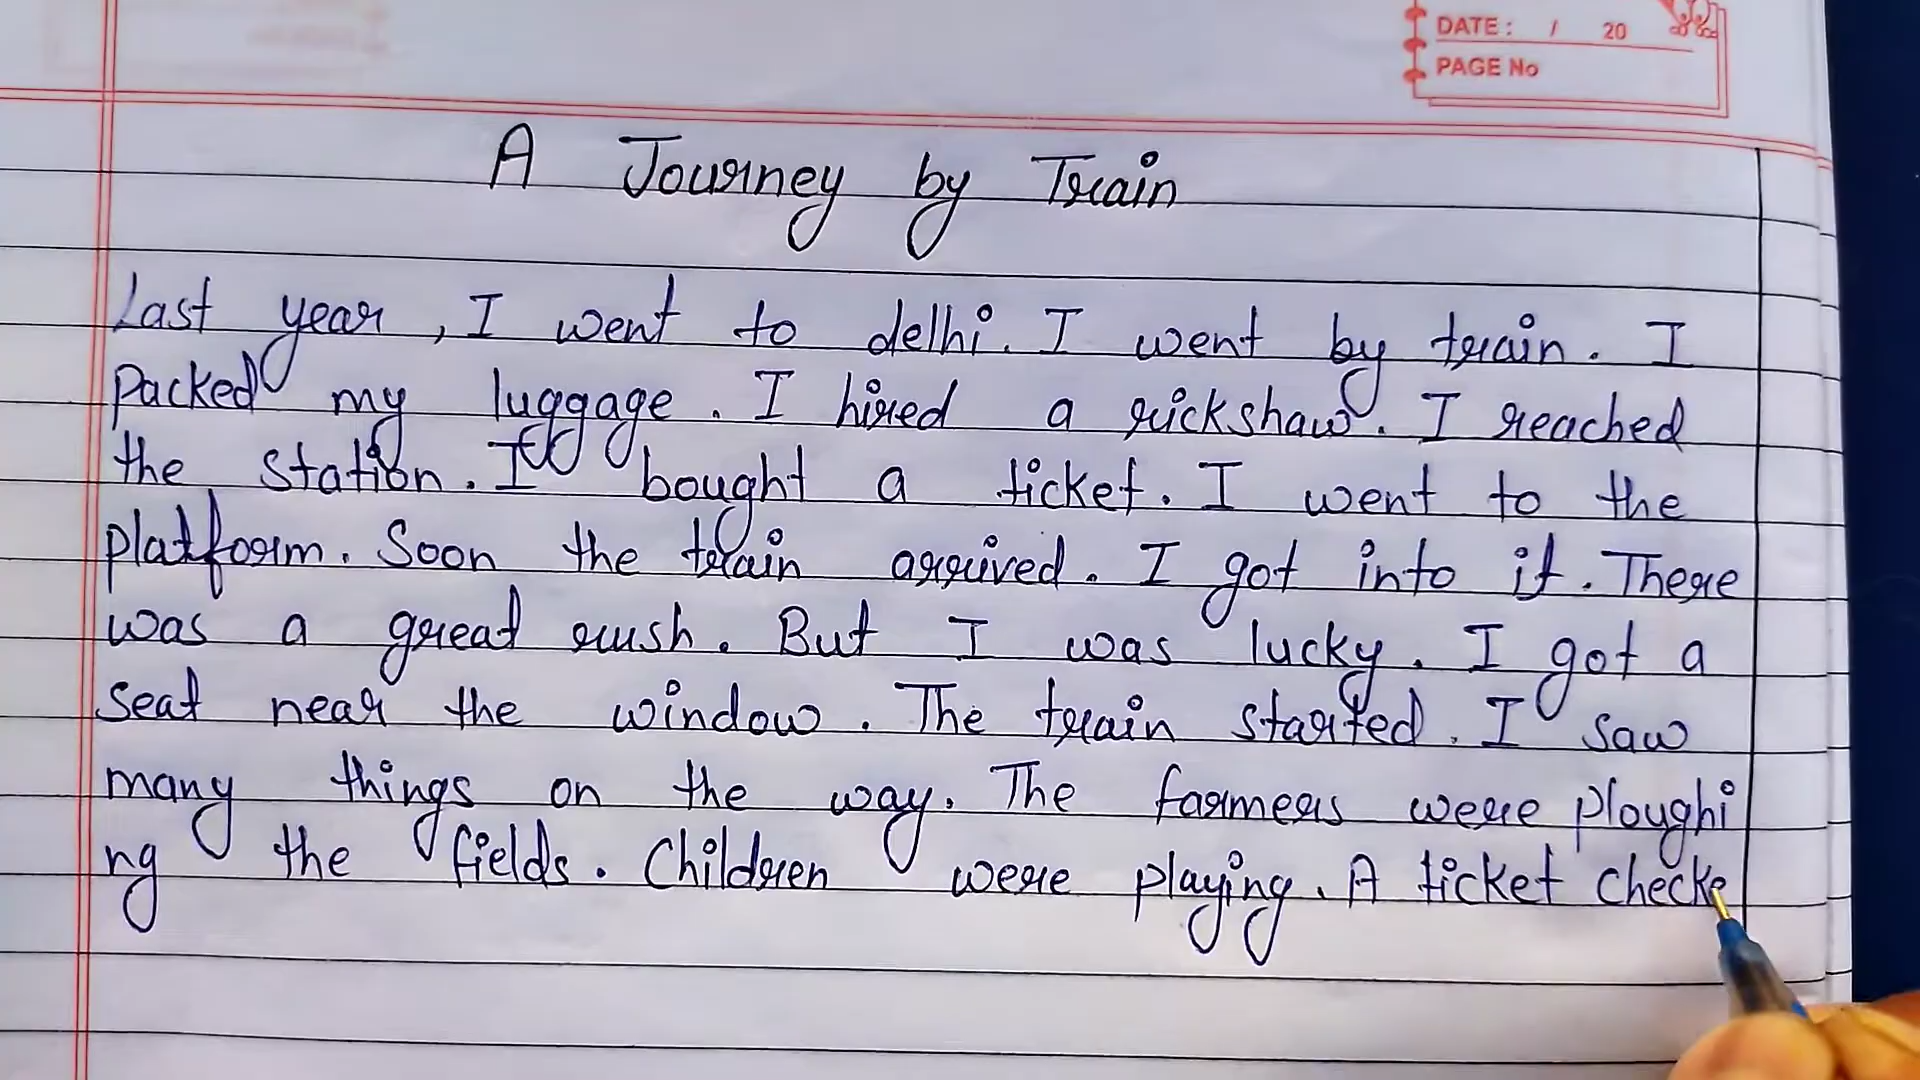 DATE : / 20
PAGE No
A Journey by Train
Last year, I went to delhi. I went by train. I
packed my luggage. I hired a rickshaw. I reached
the station. I bought a ticket. I went to the
platform. Soon the train arrived. I got into it. There
was a great rush. But I was lucky. I got a
seat near the window. The train started. I saw
many things on the way. The farmers were ploughi
ng the fields. Children were playing. A ticket checke